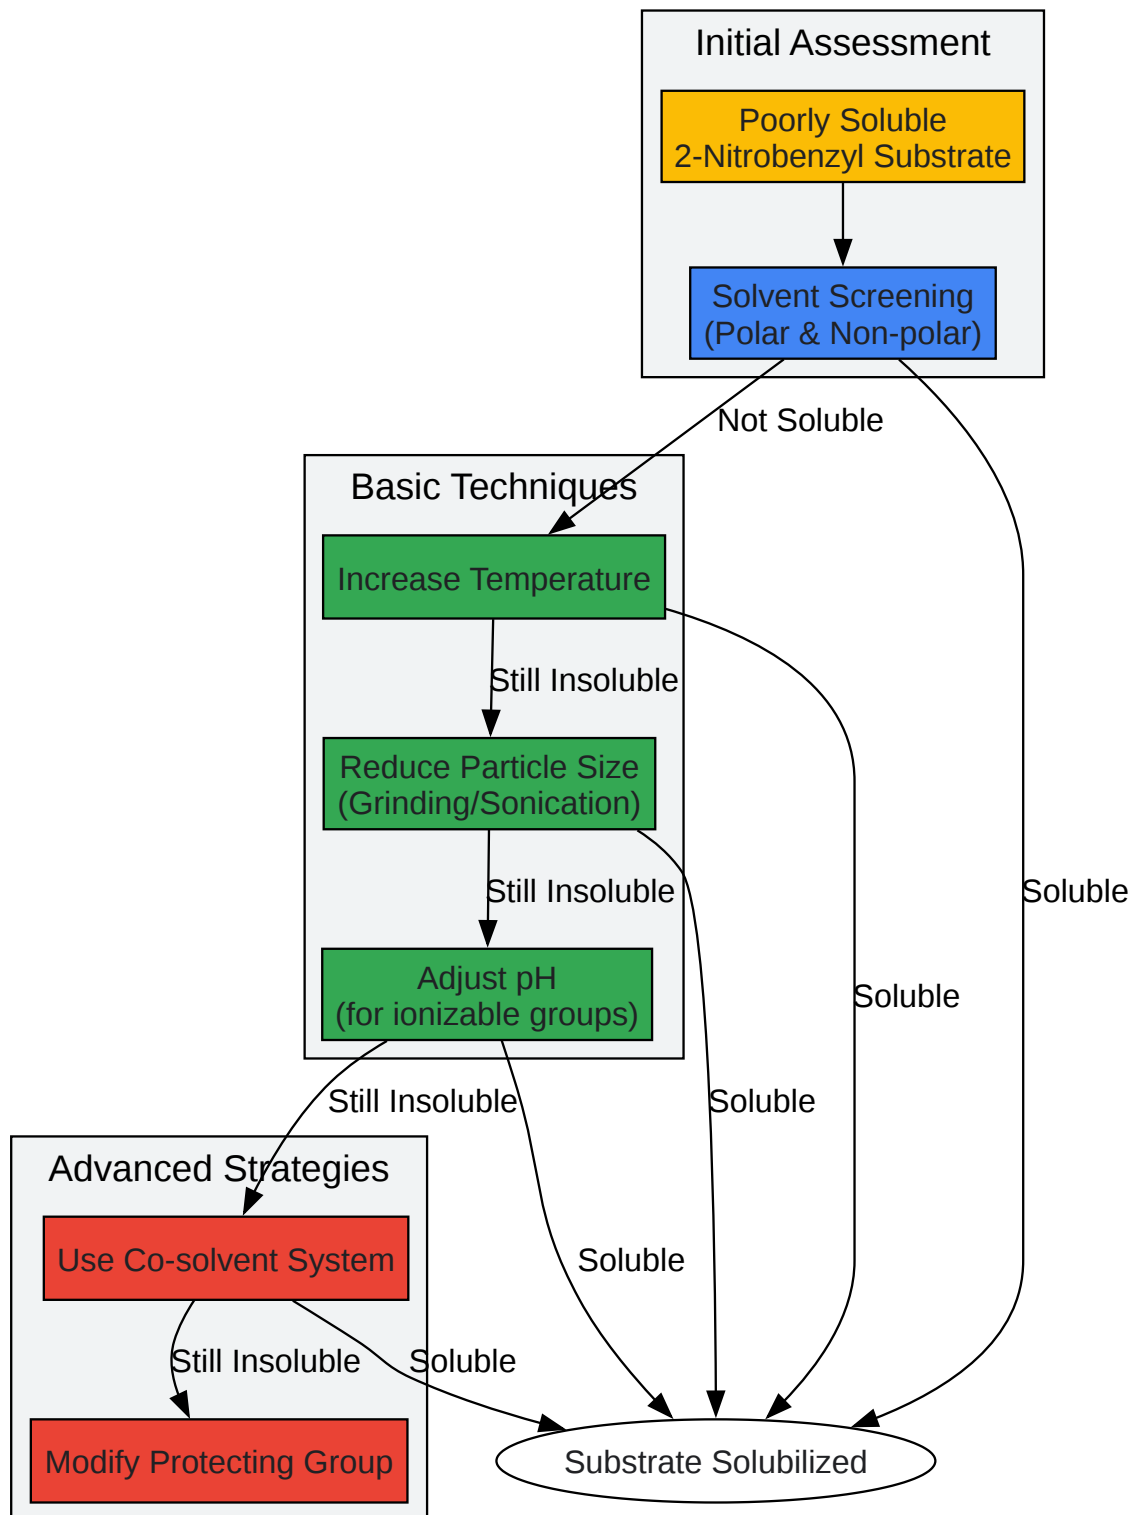 Initial Assessment
Poorly Soluble
2-Nitrobenzyl Substrate
Solvent Screening
(Polar & Non-polar)
Not Soluble
Basic Techniques
Increase Temperature
Still Insoluble
Reduce Particle Size
(Grinding/Sonication)
Still Insoluble
Soluble
Adjust pH
(for ionizable groups)
Soluble
Still Insoluble
Soluble
Advanced Strategies
Use Co-solvent System
Soluble
Still Insoluble
Soluble
Modify Protecting Group
Substrate Solubilized